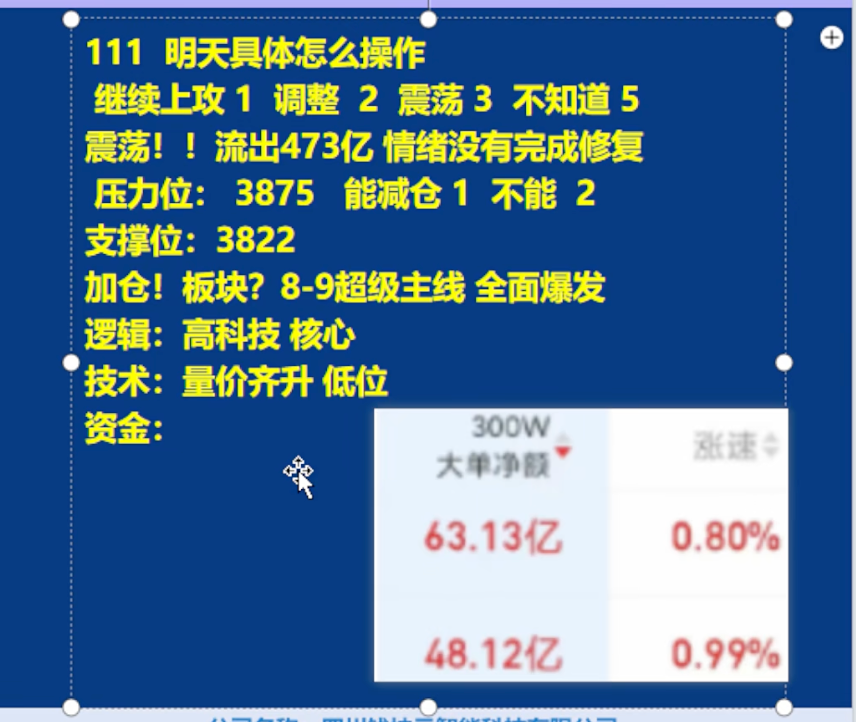 111 明天具体怎么操作
继续上攻 1 调整 2 震荡 3 不知道 5
震荡！！流出473亿 情绪没有完成修复
压力位： 3875 能减仓 1 不能 2
支撑位：3822
加仓！板块？8-9超级主线 全面爆发
逻辑：高科技 核心
技术：量价齐升 低位
资金：
300W
大单净额
涨速
63.13亿 0.80%
48.12亿 0.99%